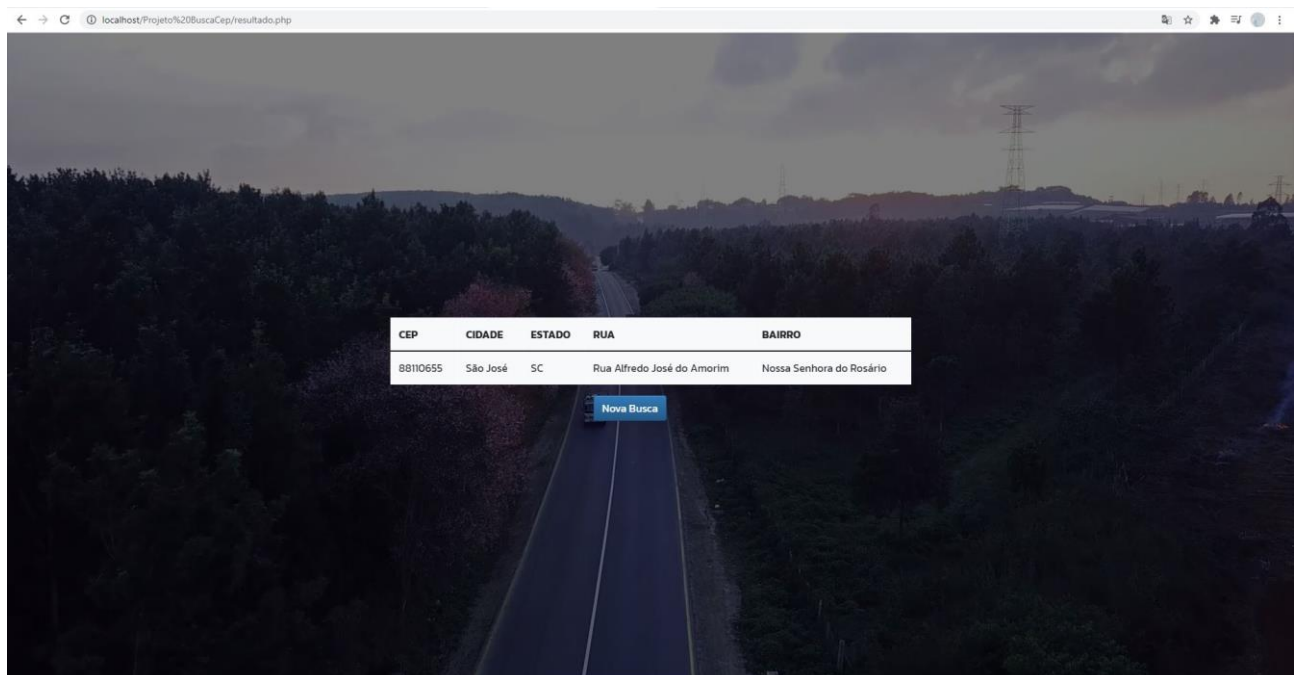 localhost/Projeto%20BuscaCep/resultado.php
CEP CIDADE ESTADO RUA BAIRRO
88110655 São José SC Rua Alfredo José do Amorim Nossa Senhora do Rosário
Nova Busca